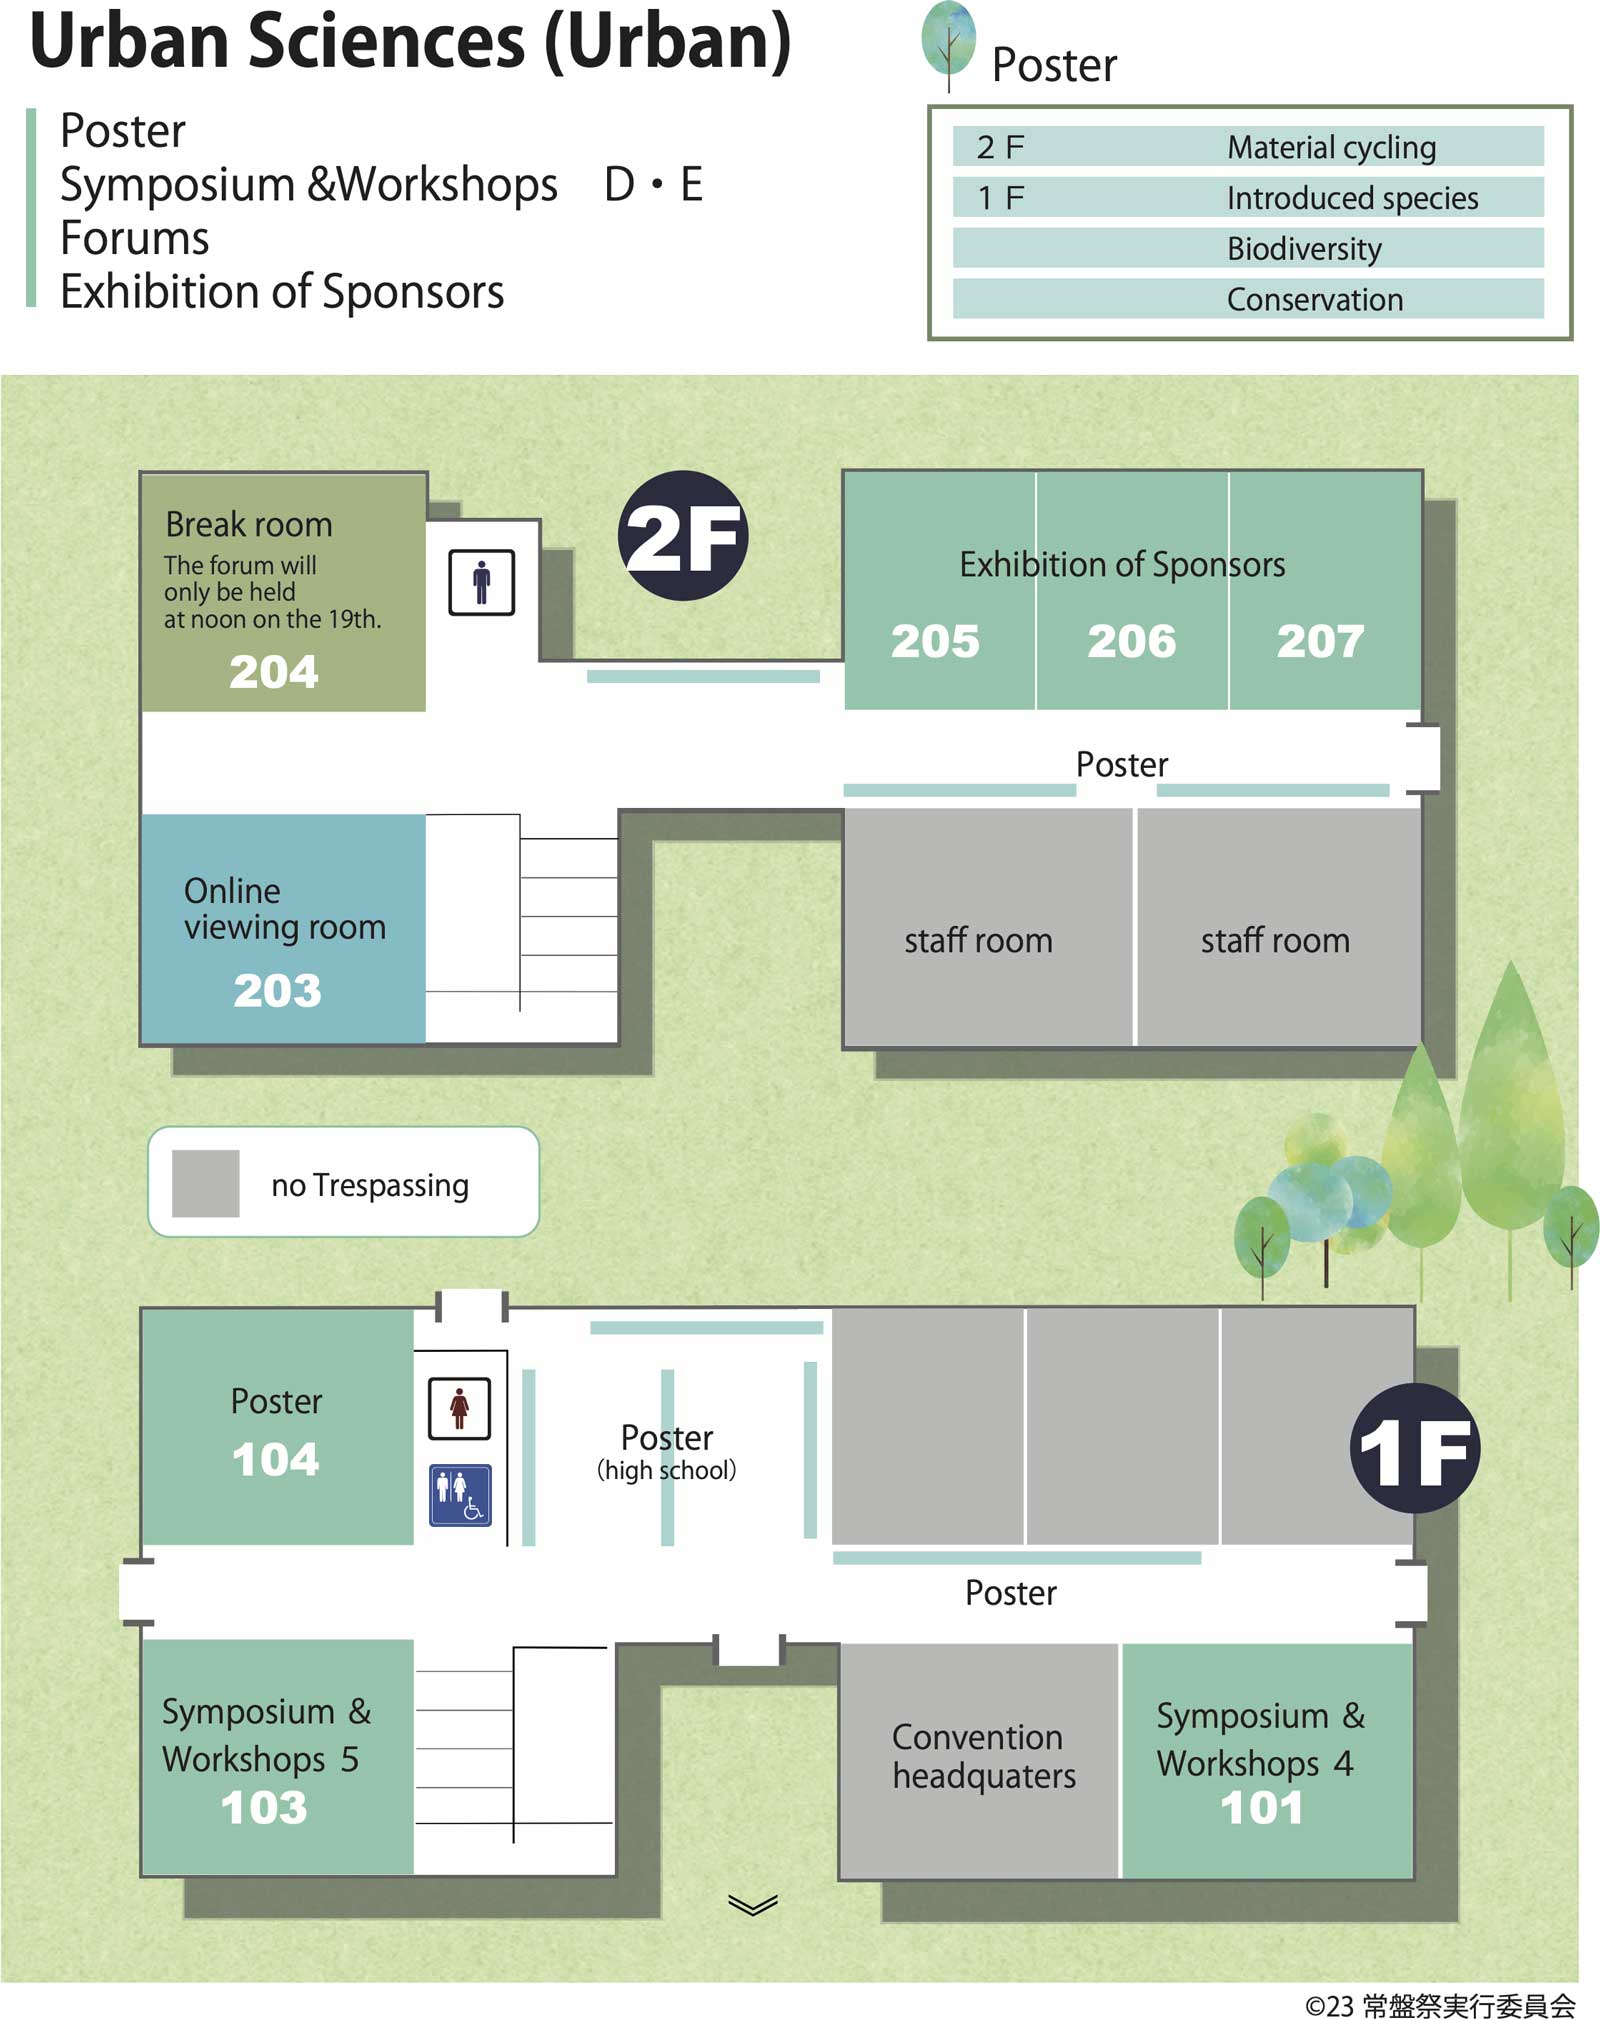 Urban Sciences (Urban)
Poster
Symposium &Workshops D・E
Forums
Exhibition of Sponsors
Poster
2 F Material cycling
1 F Introduced species
Biodiversity
Conservation
Break room
The forum will
only be held
at noon on the 19th.
204
2F
Exhibition of Sponsors
205 206 207
Poster
Online
viewing room
203
staff room
staff room
no Trespassing
Poster
104
Poster
(high school)
1F
Poster
Symposium &
Workshops 5
103
Convention
headquaters
Symposium &
Workshops 4
101
©23 常盤祭実行委員会